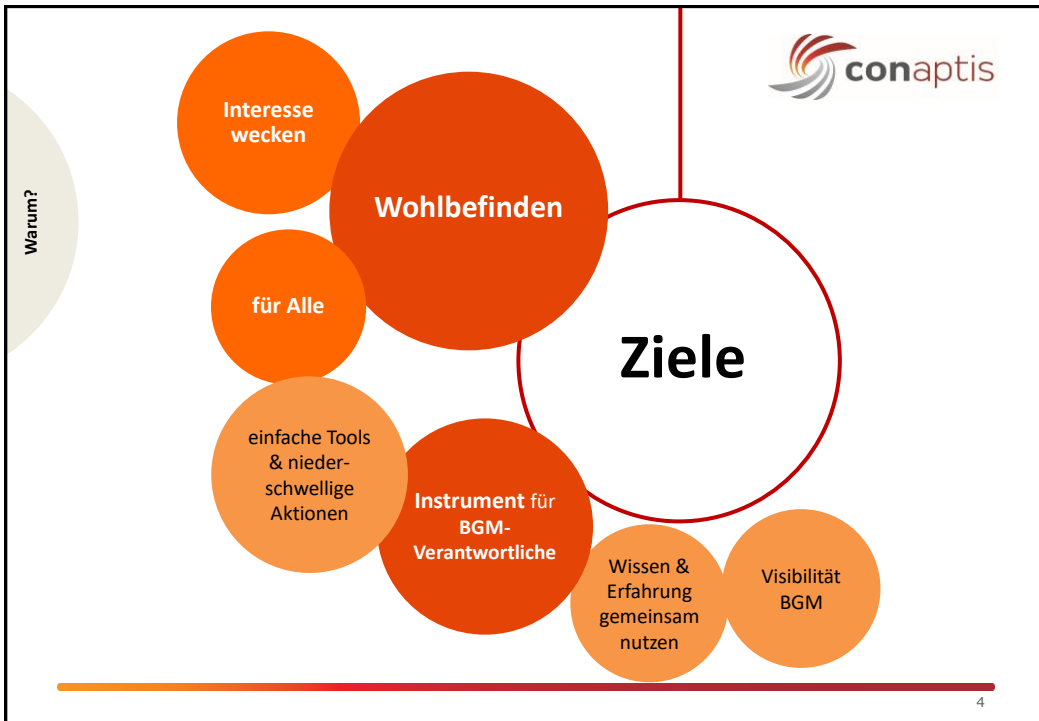 conaptis
Warum?
Interesse
wecken
Wohlbefinden
für Alle
Ziele
einfache Tools
& nieder-
schwellige
Aktionen
Instrument für
BGM-
Verantwortliche
Wissen &
Erfahrung
gemeinsam
nutzen
Visibilität
BGM
4